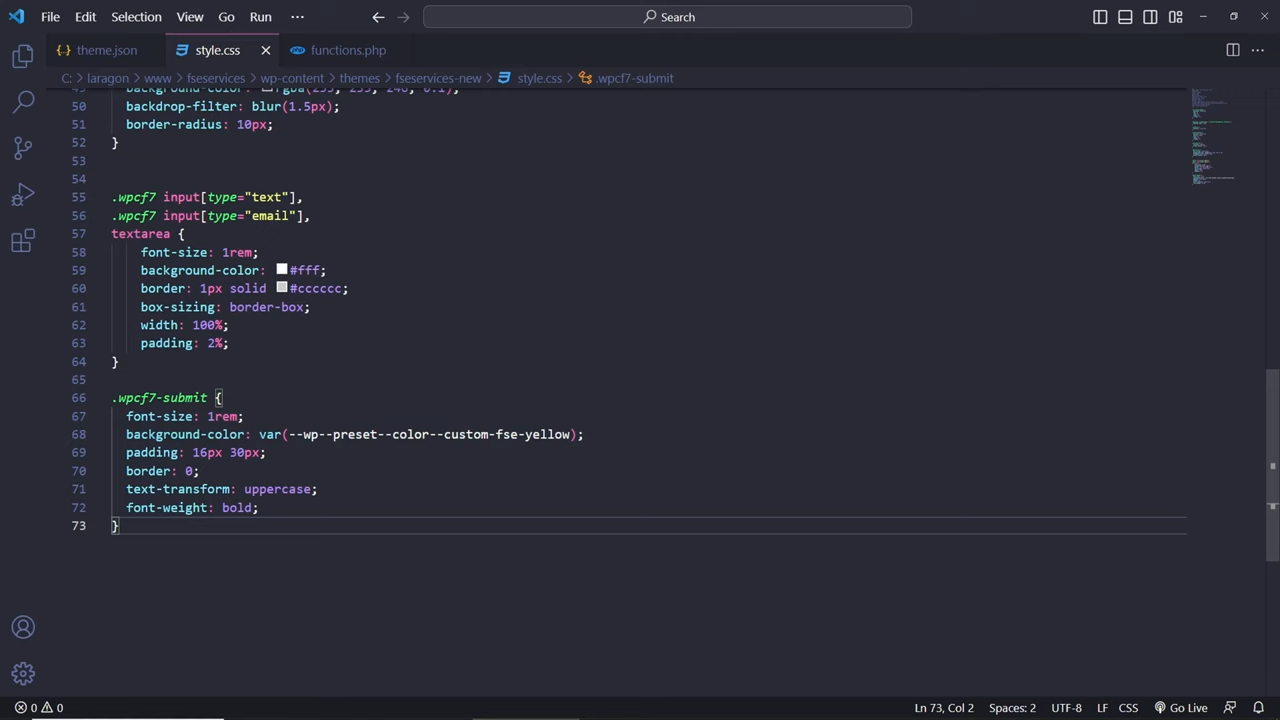 File Edit Selection View Go Run ··· Search
theme.json style.css functions.php
C: > laragon > www > fseservices > wp-content > themes > fseservices-new > style.css > .wpcf7-submit
50 backdrop-filter: blur(1.5px);
51 border-radius: 10px;
52 }
53
54
55 .wpcf7 input[type="text"],
56 .wpcf7 input[type="email"],
57 textarea {
58 font-size: 1rem;
59 background-color: #fff;
60 border: 1px solid #cccccc;
61 box-sizing: border-box;
62 width: 100%;
63 padding: 2%;
64 }
65
66 .wpcf7-submit {
67 font-size: 1rem;
68 background-color: var(--wp--preset--color--custom-fse-yellow);
69 padding: 16px 30px;
70 border: 0;
71 text-transform: uppercase;
72 font-weight: bold;
73 }
0 0 Ln 73, Col 2 Spaces: 2 UTF-8 LF CSS Go Live